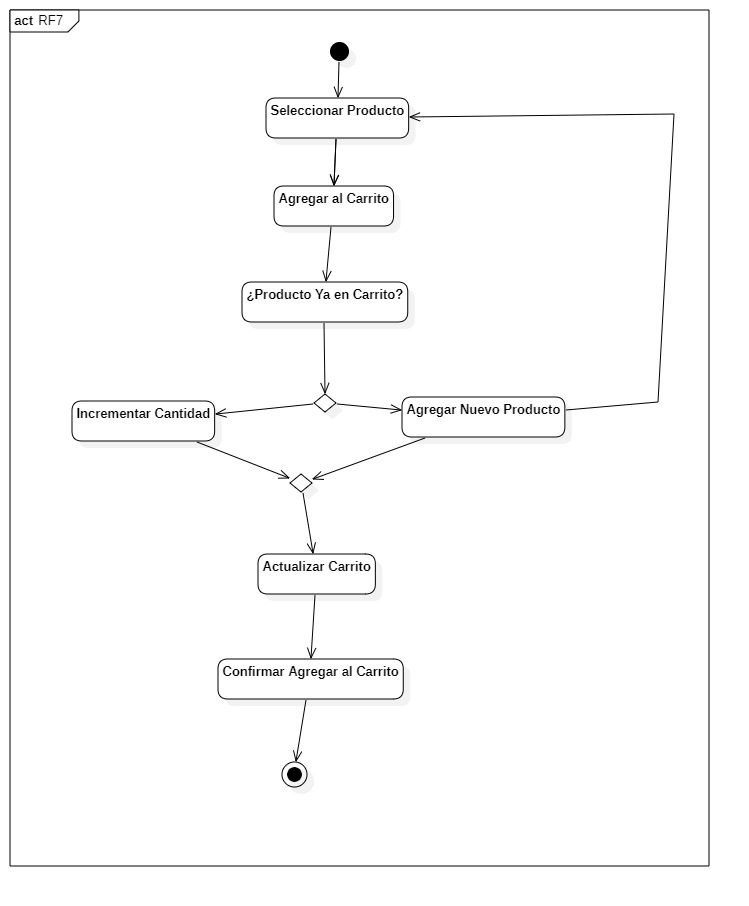 act RF7
Seleccionar Producto
Agregar al Carrito
¿Producto Ya en Carrito?
Incrementar Cantidad
Agregar Nuevo Producto
Actualizar Carrito
Confirmar Agregar al Carrito